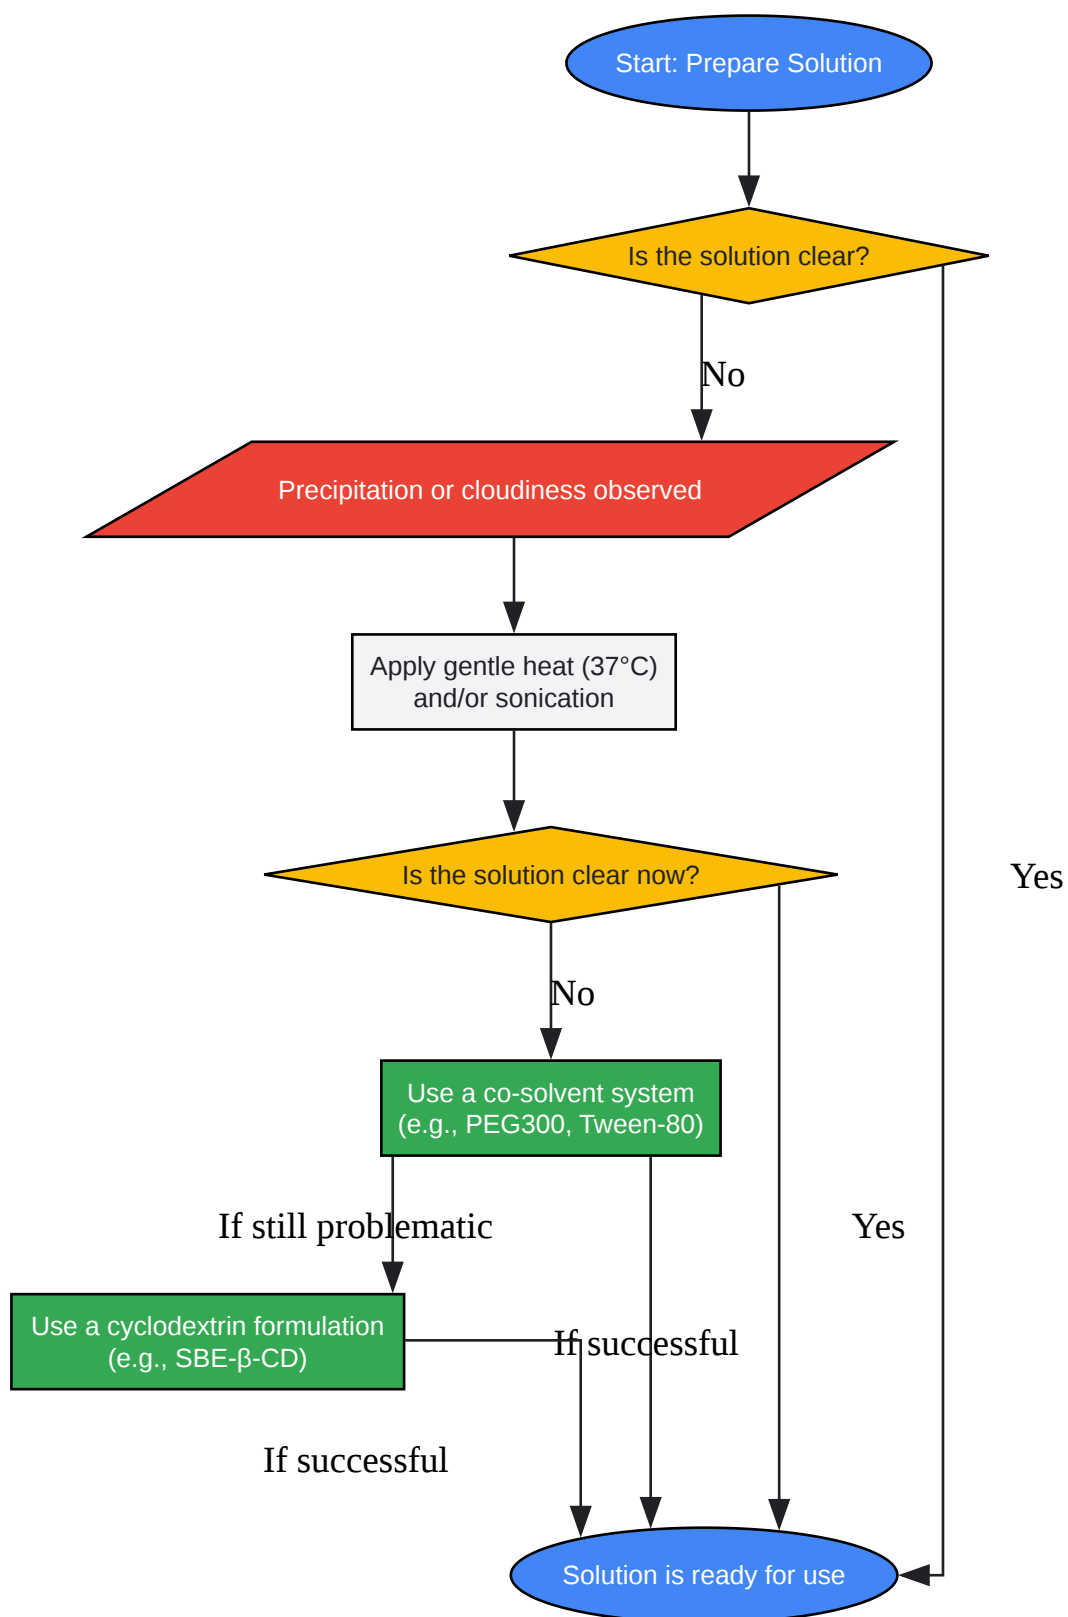 Start: Prepare Solution
Is the solution clear?
No
Precipitation or cloudiness observed
Apply gentle heat (37°C)
and/or sonication
Is the solution clear now?
Yes
No
Use a co-solvent system
(e.g., PEG300, Tween-80)
If still problematic
Yes
Use a cyclodextrin formulation
(e.g., SBE-β-CD)
If successful
If successful
Solution is ready for use